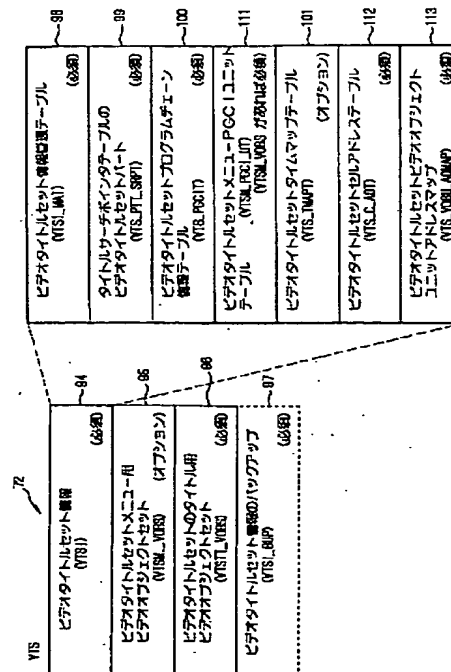 YTS
72
ビデオタイトルセット情報
(VTSI)
(必須)
94
ビデオタイトルセットメニュー用
ビデオオブジェクトセット
(VTSM_VOBS)
(オプション)
95
ビデオタイトルセットのタイトル用
ビデオオブジェクトセット
(VTSTT_VOBS)
(必須)
96
ビデオタイトルセット情報のバックアップ
(VTSI_BUP)
(必須)
97
ビデオタイトルセット情報管理テーブル
(VTSI_MAT)
(必須)
98
タイトルサーチポインタテーブルの
ビデオタイトルセットパート
(VTS_PTT_SRPT)
(必須)
99
ビデオタイトルセットプログラムチェーン
情報テーブル
(VTS_PGCIT)
(必須)
100
ビデオタイトルセットメニューPGCIユニット
テーブル
(VTSM_PGCI_UT)
(VTSM_VOBS があれば必須)
111
ビデオタイトルセットタイムマップテーブル
(VTS_TMAPT)
(オプション)
101
ビデオタイトルセットセルアドレステーブル
(VTS_C_ADT)
(必須)
112
ビデオタイトルセットビデオオブジェクト
ユニットアドレスマップ
(VTS_VOBU_ADMAP)
(必須)
113